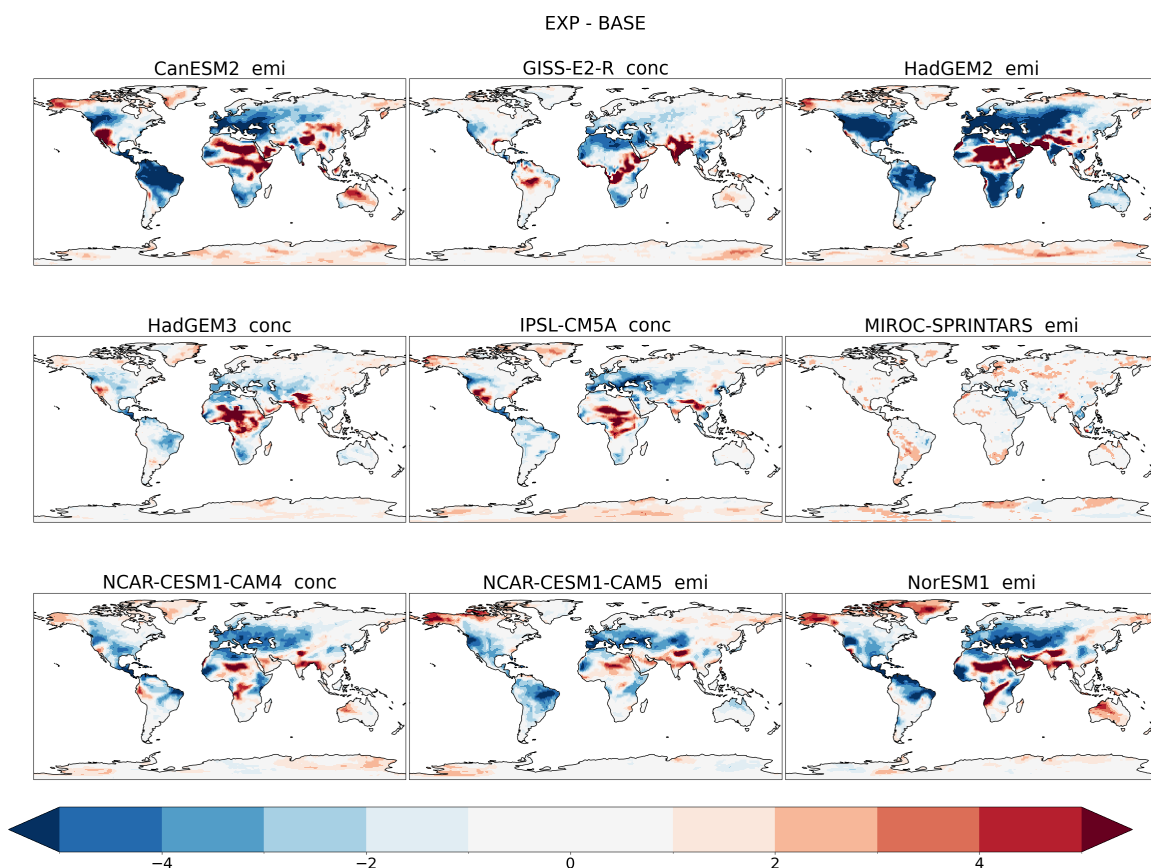 EXP - BASE
CanESM2 emi
GISS-E2-R conc
HadGEM2 emi
HadGEM3 conc
IPSL-CM5A conc
MIROC-SPRINTARS emi
NCAR-CESM1-CAM4 conc
NCAR-CESM1-CAM5 emi
NorESM1 emi
−4 −2 0 2 4